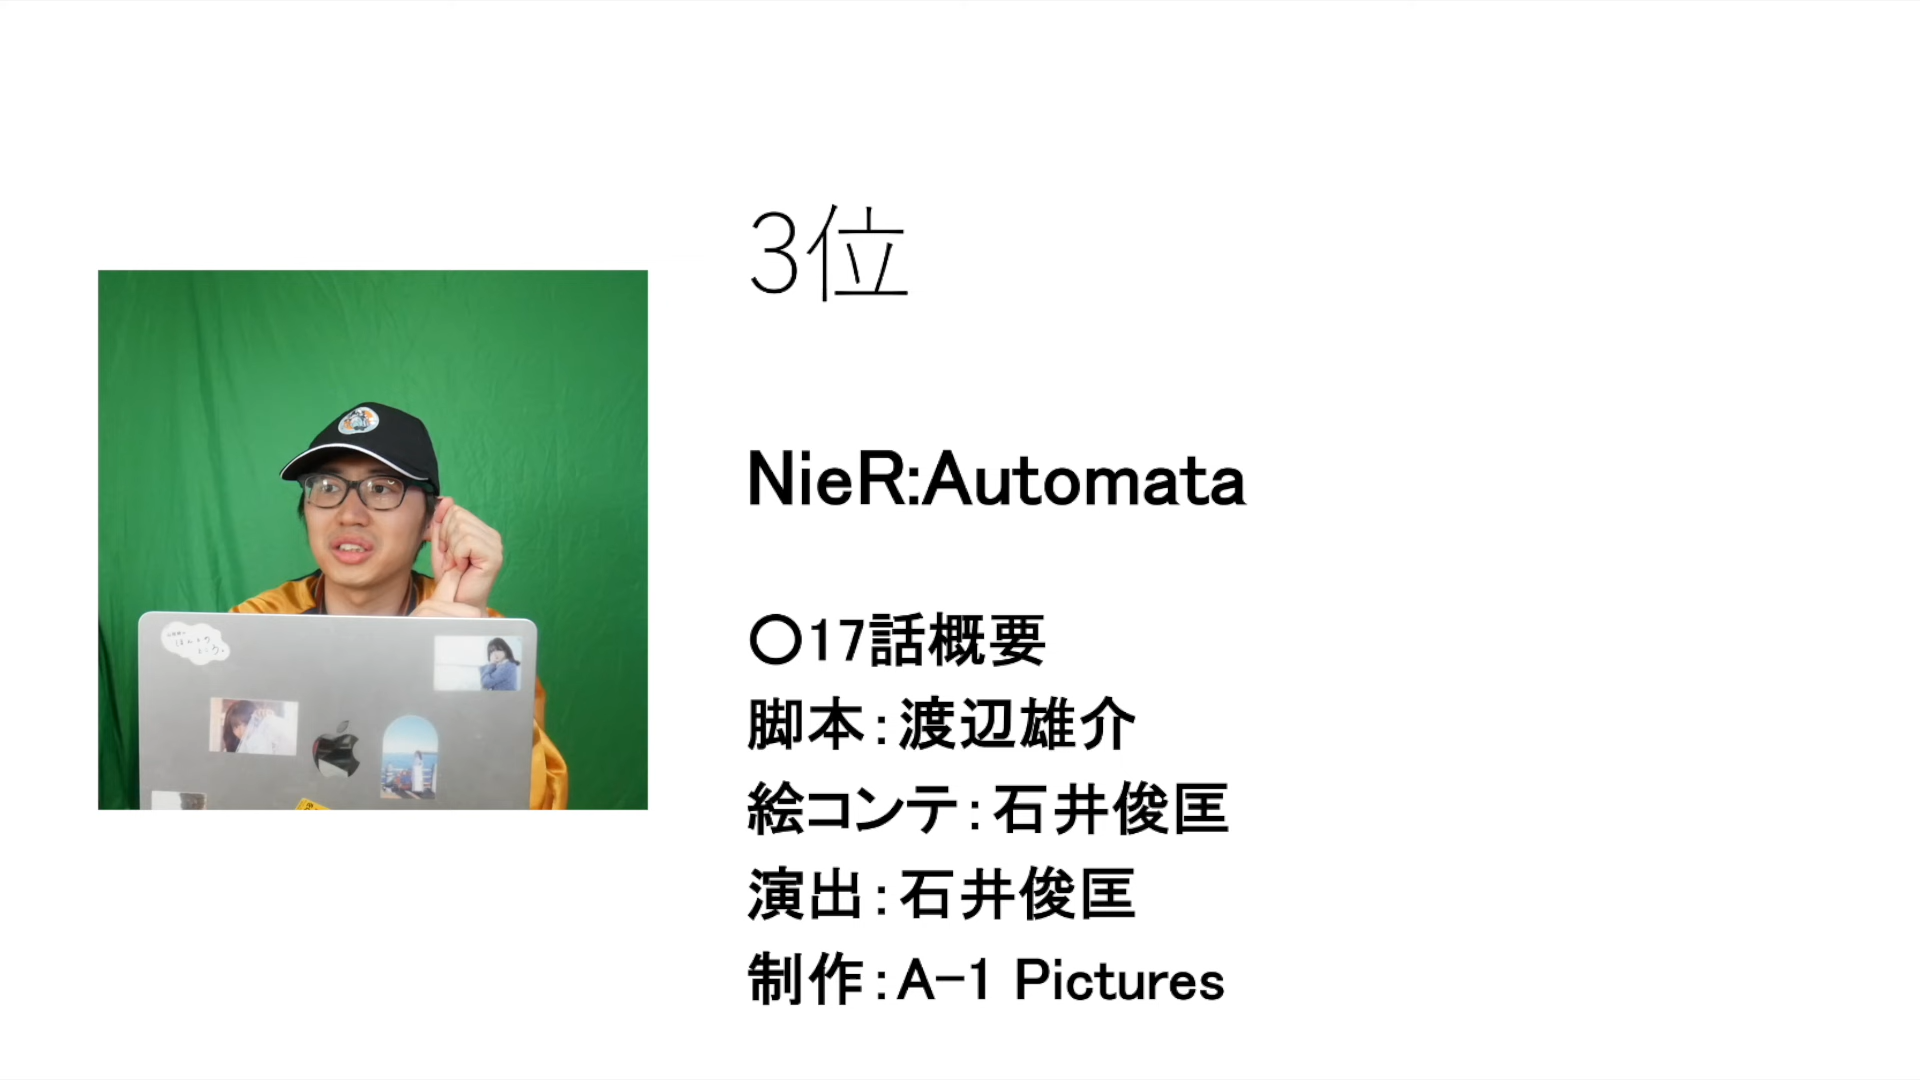 3位
NieR:Automata
〇17話概要
脚本：渡辺雄介
絵コンテ：石井俊匡
演出：石井俊匡
制作：A-1 Pictures